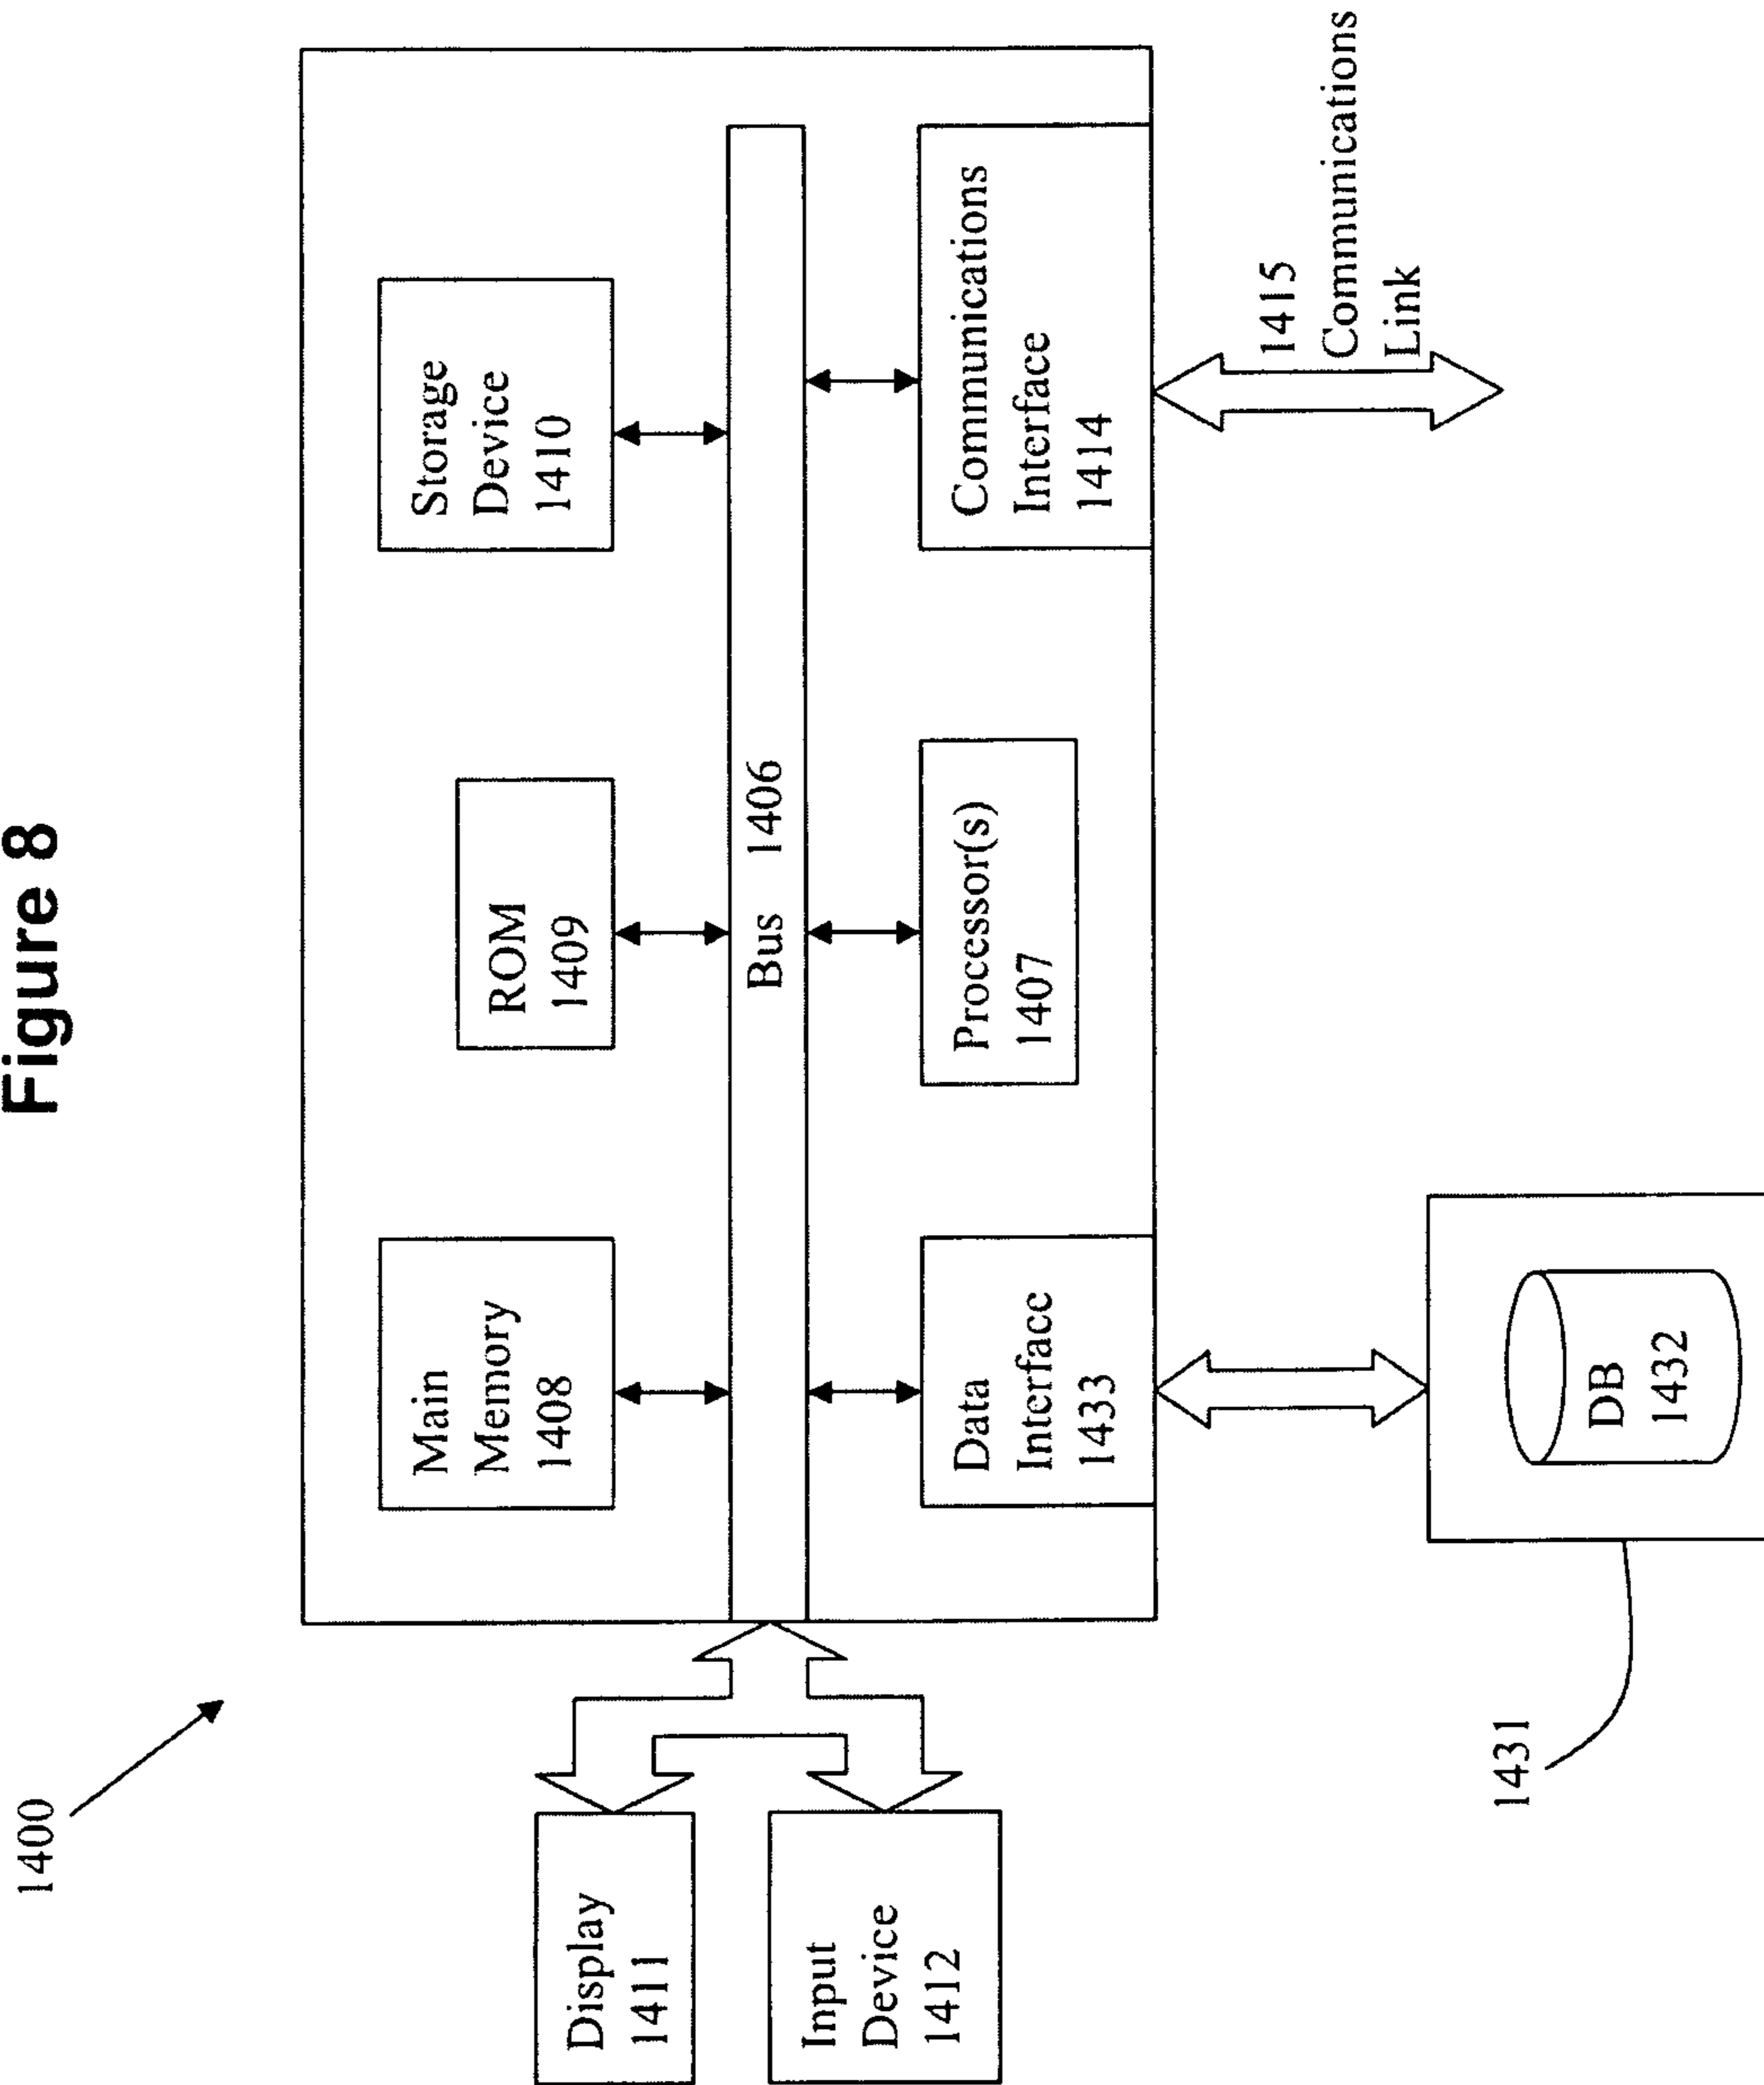 Figure 8
1400
Main
Memory
1408
ROM
1409
Storage
Device
1410
Display
1411
Input
Device
1412
Bus 1406
Data
Interface
1433
Processor(s)
1407
Communications
Interface
1414
1415
Communications
Link
1431
DB
1432